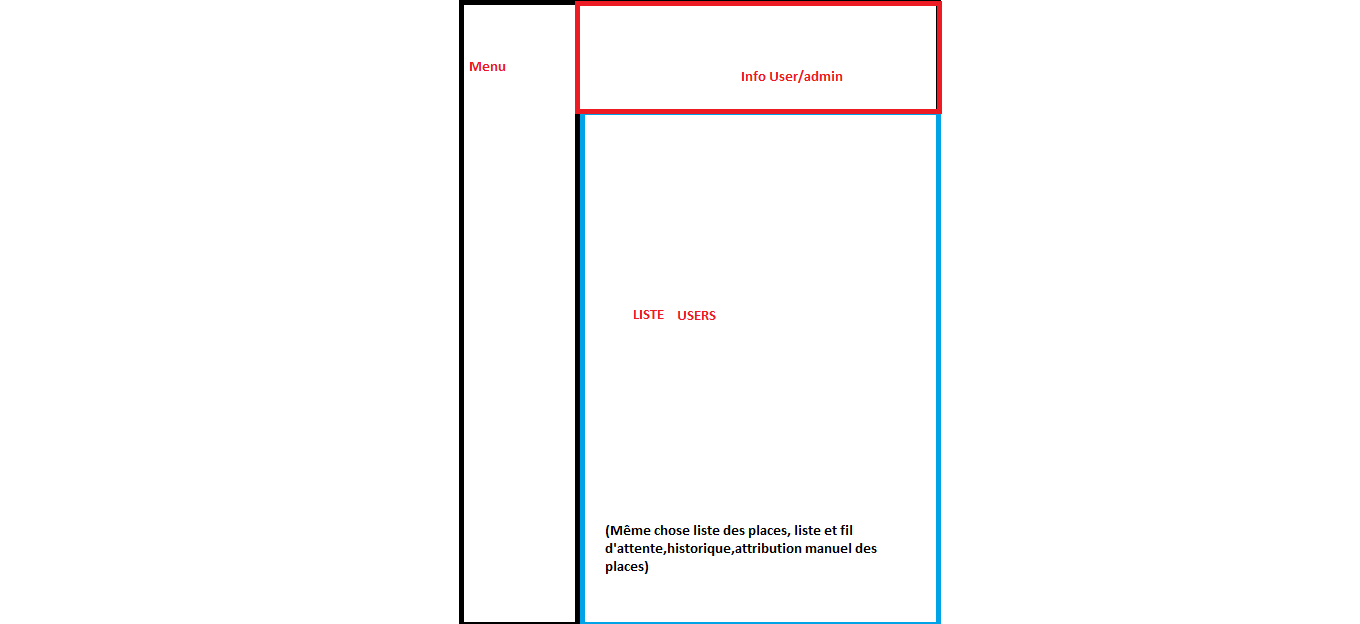 Menu
Info User/admin
LISTE USERS
(Même chose liste des places, liste et fil
d'attente,historique,attribution manuel des
places)